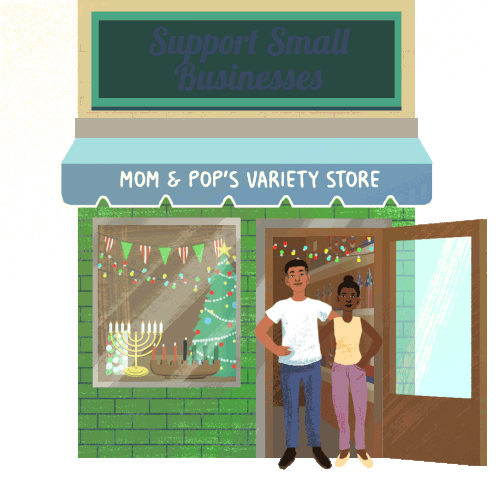 Support Small
Businesses
MOM & POP'S VARIETY STORE